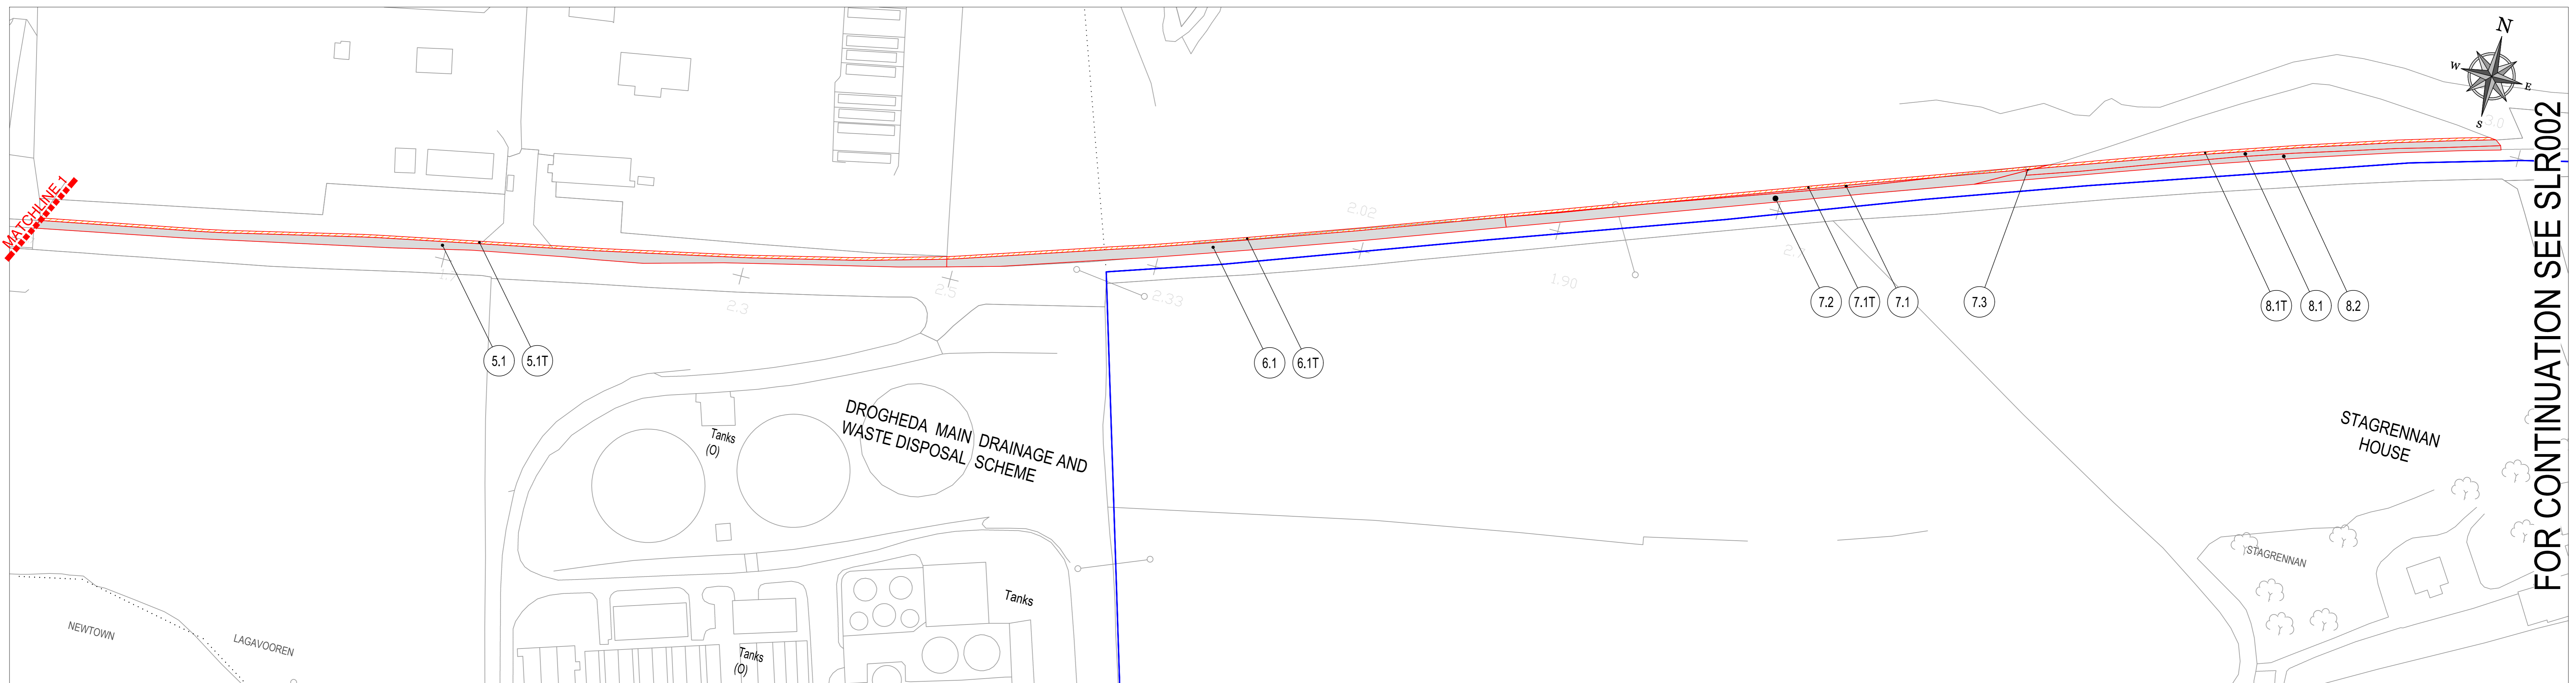 N
W
E
S
MATCHLINE 1
3.0
2.02
2.5
2.3
2.33
1.90
5.1
5.1T
6.1
6.1T
7.2
7.1T
7.1
7.3
8.1T
8.1
8.2
FOR CONTINUATION SEE SLR002
DROGHEDA MAIN DRAINAGE AND
WASTE DISPOSAL SCHEME
Tanks
(O)
STAGRENNAN
HOUSE
STAGRENNAN
Tanks
Tanks
(O)
NEWTOWN
LAGAVOOREN